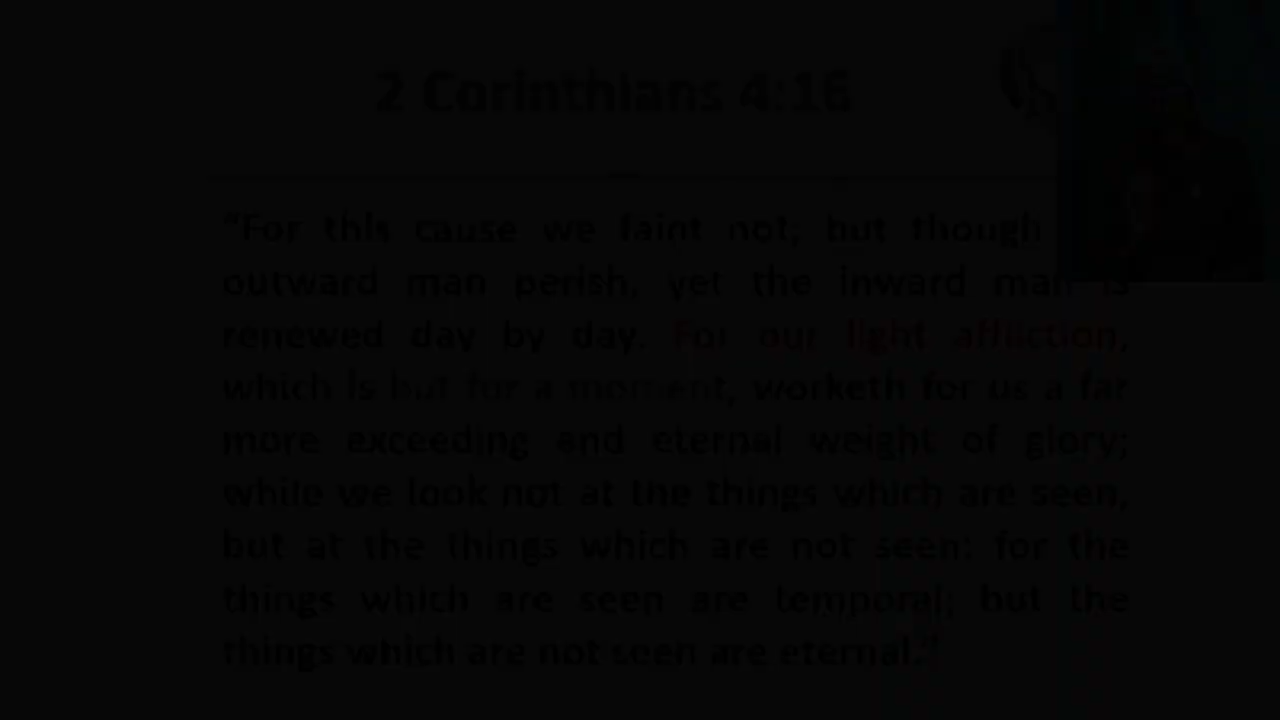 2 Corinthians 4:16
"For this cause we faint not; but though
outward man perish, yet the inward man is
renewed day by day. For our light affliction,
which is but for a moment, worketh for us a far
more exceeding and eternal weight of glory;
while we look not at the things which are seen,
but at the things which are not seen: for the
things which are seen are temporal; but the
things which are not seen are eternal."